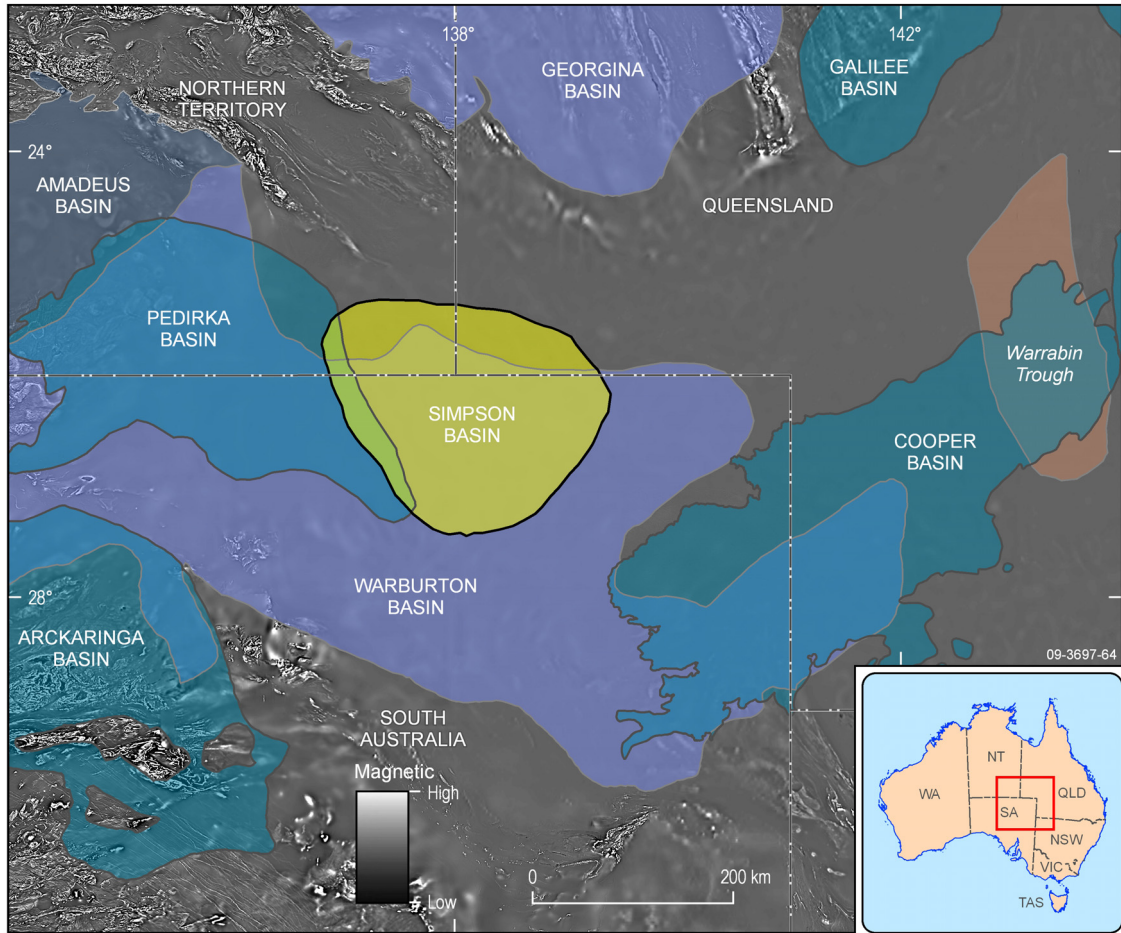 138°
142°
GEORGINA
BASIN
GALILEE
BASIN
NORTHERN
TERRITORY
24°
AMADEUS
BASIN
QUEENSLAND
PEDIRKA
BASIN
Warrabin
Trough
SIMPSON
BASIN
COOPER
BASIN
WARBURTON
BASIN
28°
ARCKARINGA
BASIN
09-3697-64
SOUTH
AUSTRALIA
Magnetic
High
Low
0
200 km
NT
WA
QLD
SA
NSW
VIC
TAS